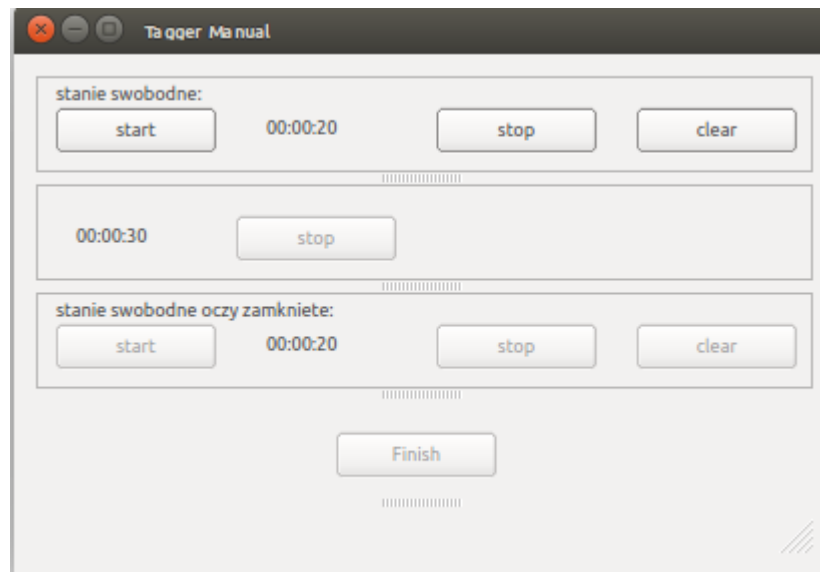 Tagger Manual
stanie swobodne:
start 00:00:20 stop clear
00:00:30 stop
stanie swobodne oczy zamkniete:
start 00:00:20 stop clear
Finish